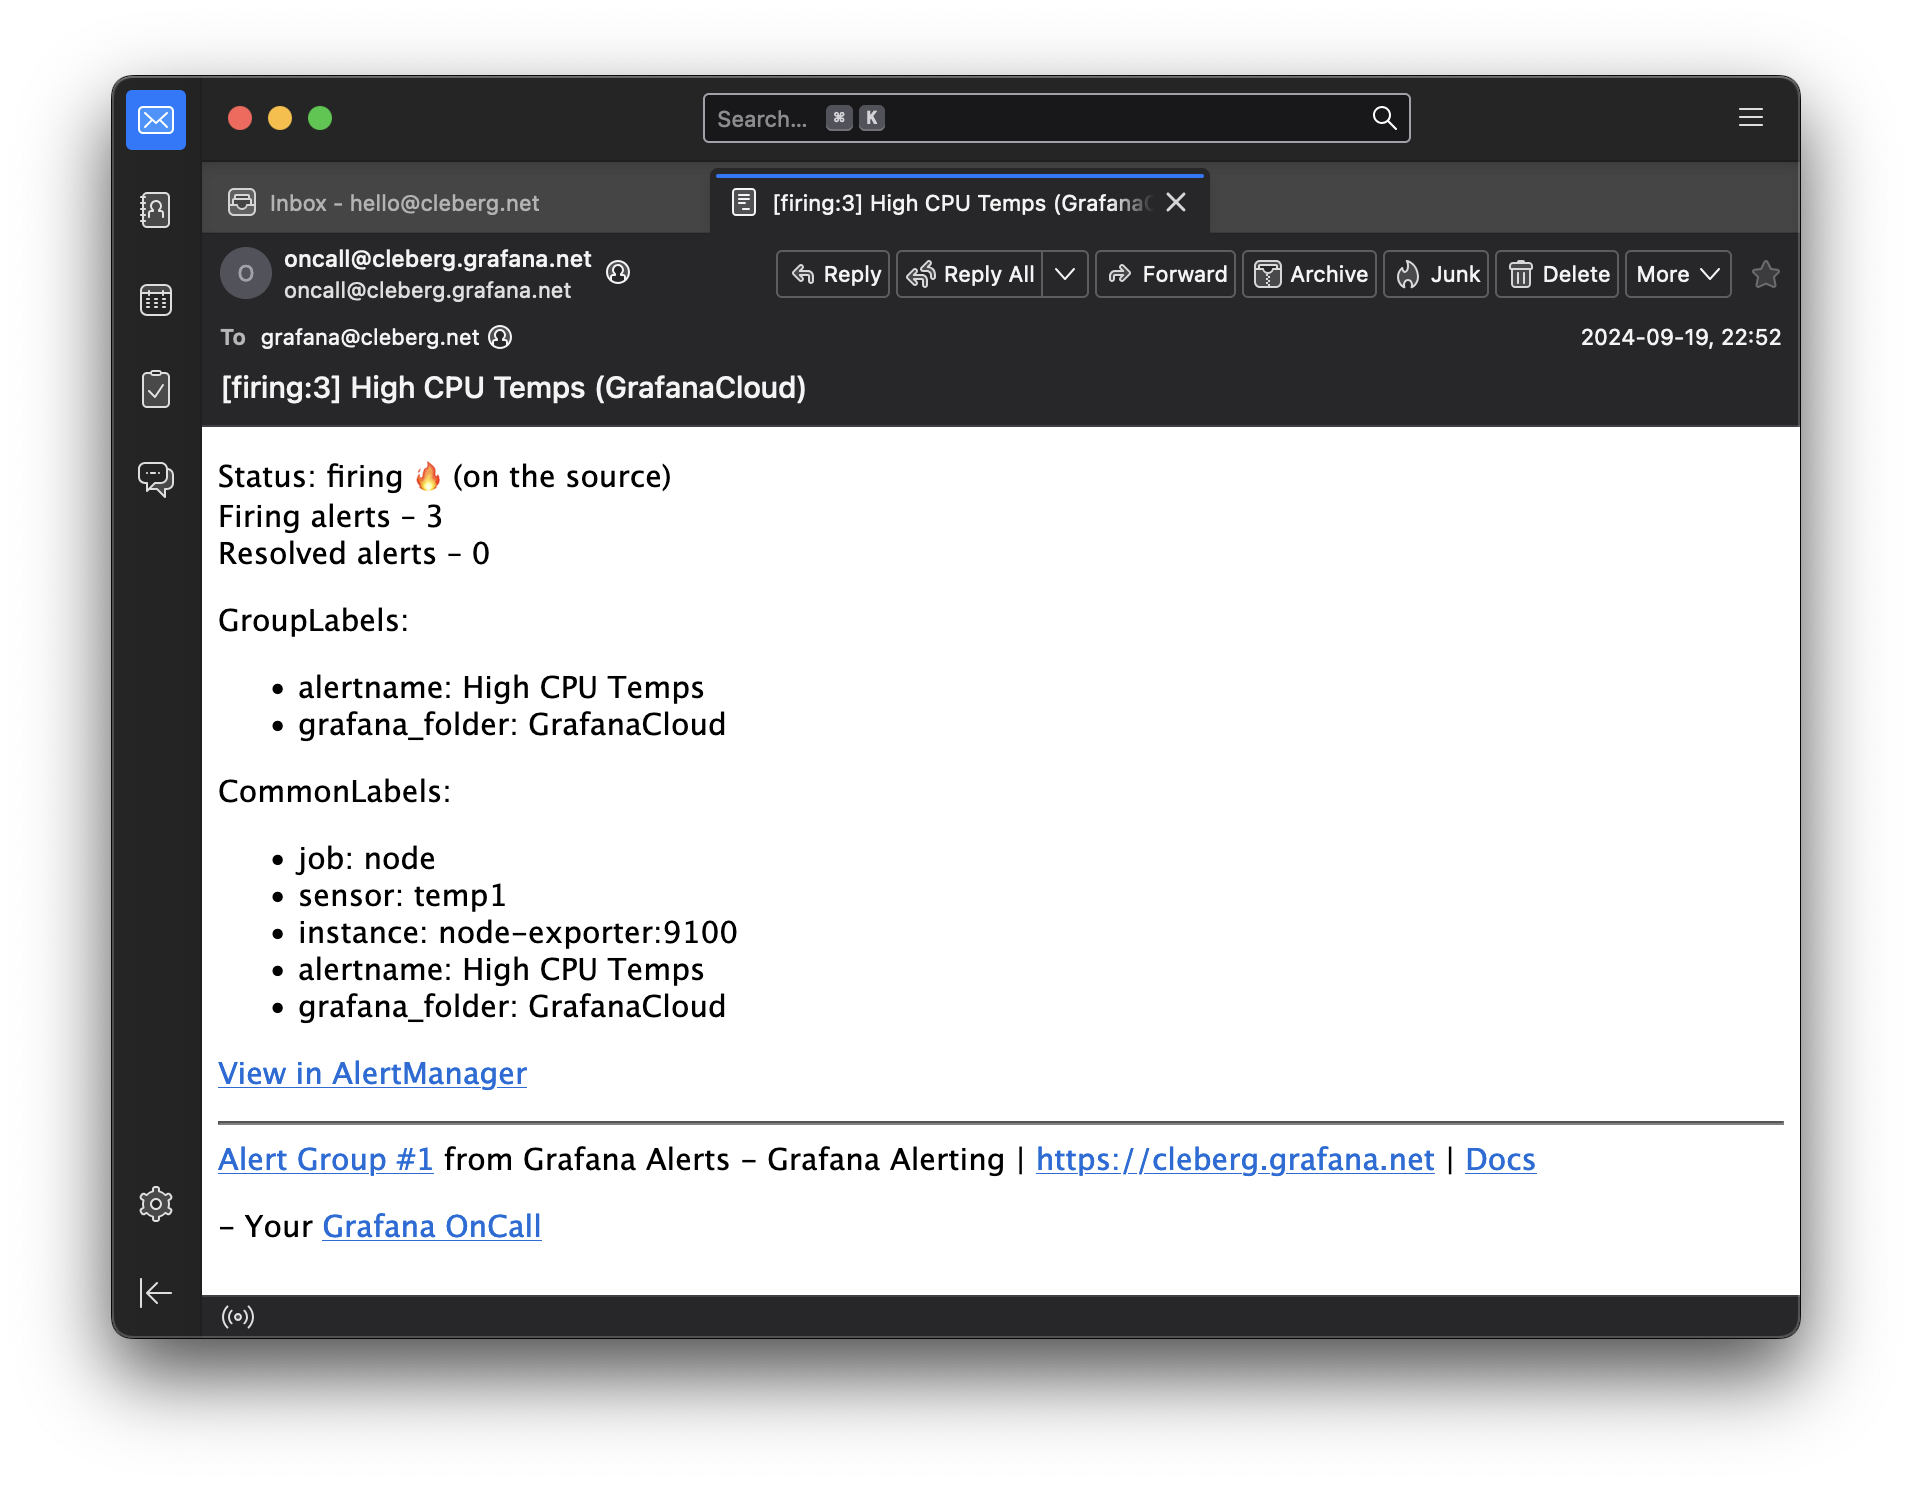 Search... ⌘ K
Inbox - hello@cleberg.net
[firing:3] High CPU Temps (Grafana
O
oncall@cleberg.grafana.net
oncall@cleberg.grafana.net
Reply
Reply All
Forward
Archive
Junk
Delete
More
To grafana@cleberg.net
2024-09-19, 22:52
[firing:3] High CPU Temps (GrafanaCloud)
Status: firing 🔥 (on the source)
Firing alerts – 3
Resolved alerts – 0
GroupLabels:
• alertname: High CPU Temps
• grafana_folder: GrafanaCloud
CommonLabels:
• job: node
• sensor: temp1
• instance: node-exporter:9100
• alertname: High CPU Temps
• grafana_folder: GrafanaCloud
View in AlertManager
Alert Group #1 from Grafana Alerts - Grafana Alerting | https://cleberg.grafana.net | Docs
– Your Grafana OnCall